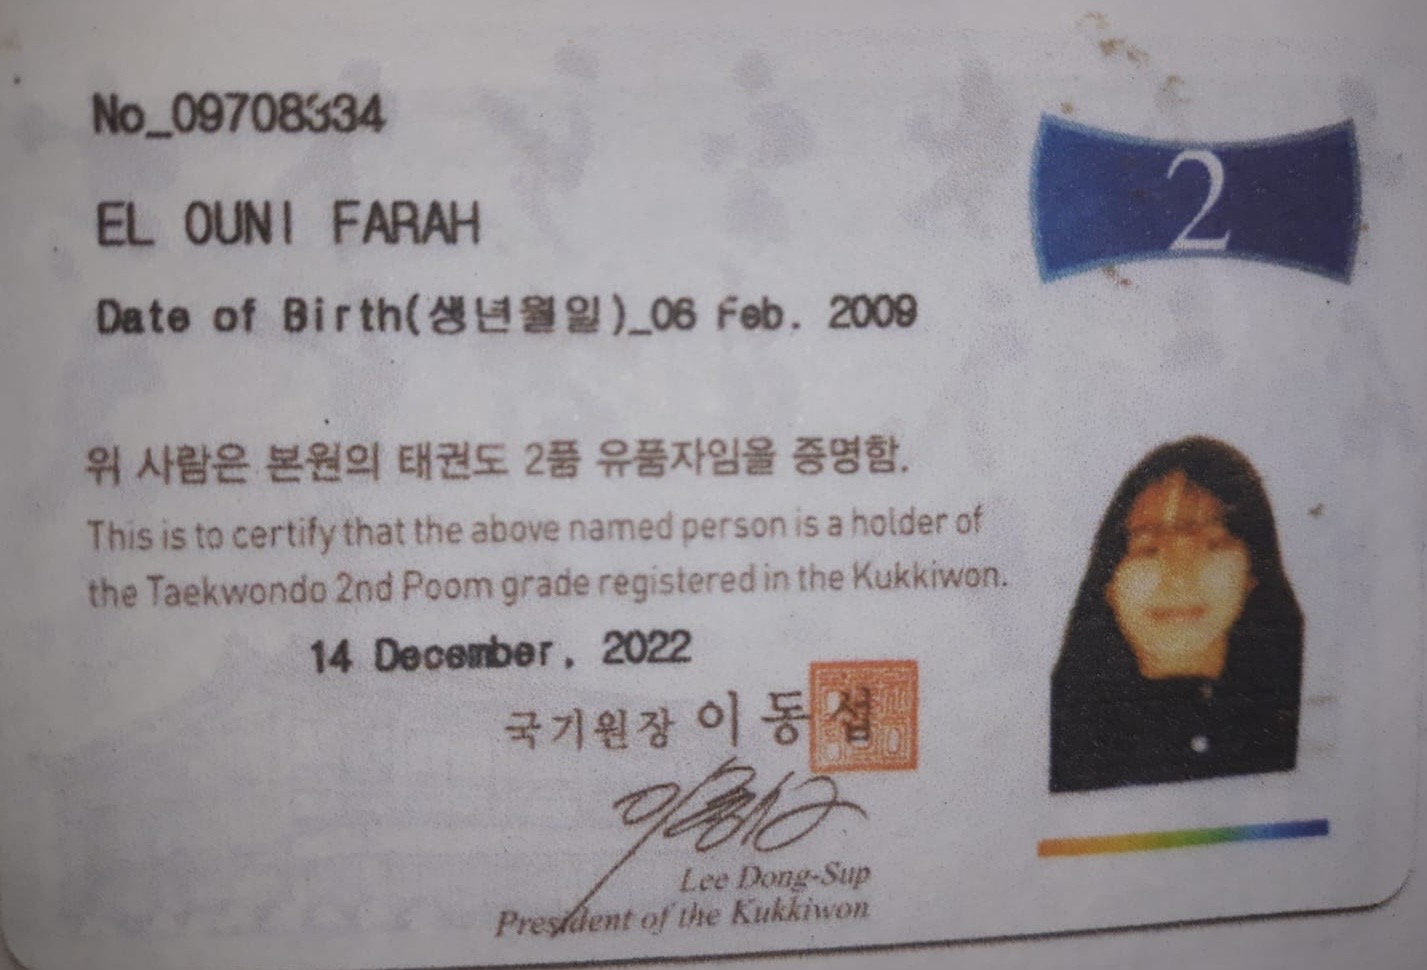 No_09708334
EL OUNI FARAH
2
Date of Birth(생년월일)_06 Feb. 2009
위 사람은 본원의 태권도 2품 유품자임을 증명함.
This is to certify that the above named person is a holder of
the Taekwondo 2nd Poom grade registered in the Kukkiwon.
14 December, 2022
국기원장 이동섭
Lee Dong-Sup
President of the Kukkiwon